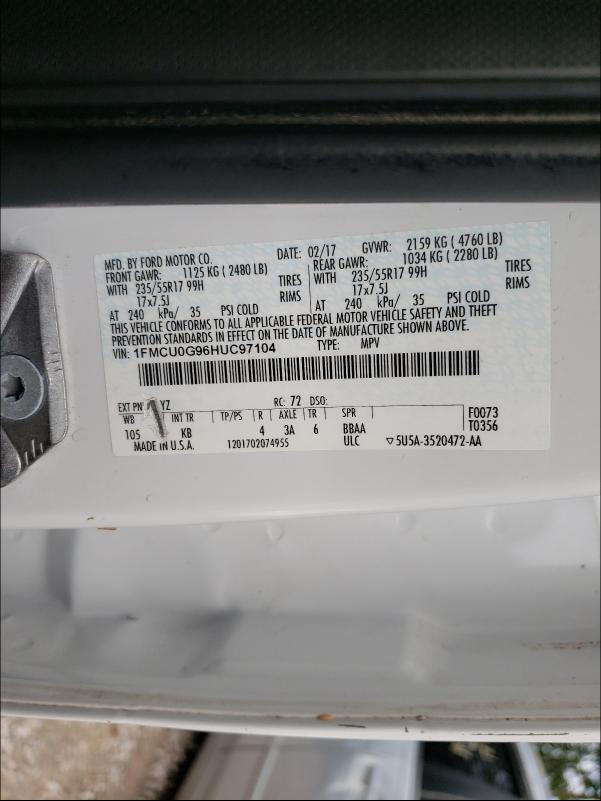 MFD. BY FORD MOTOR CO. DATE: 02/17 GVWR: 2159 KG ( 4760 LB)
FRONT GAWR: 1125 KG ( 2480 LB) REAR GAWR: 1034 KG ( 2280 LB)
WITH 235/55R17 99H TIRES WITH 235/55R17 99H TIRES
17x7.5J RIMS 17x7.5J RIMS
AT 240 kPa/ 35 PSI COLD AT 240 kPa/ 35 PSI COLD
THIS VEHICLE CONFORMS TO ALL APPLICABLE FEDERAL MOTOR VEHICLE SAFETY AND THEFT
PREVENTION STANDARDS IN EFFECT ON THE DATE OF MANUFACTURE SHOWN ABOVE.
VIN: 1FMCU0G96HUC97104 TYPE: MPV
EXT PNT YZ RC: 72 DSO:
WB INT TR TP/PS R AXLE TR SPR F0073
105 KB 4 3A 6 BBAA T0356
MADE IN U.S.A. 1201702074955 ULC ▽5U5A-3520472-AA